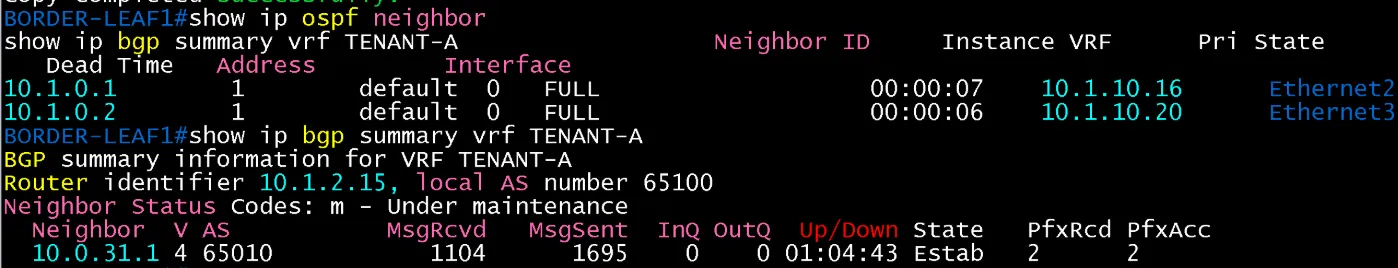 Copy completed successfully.
BORDER-LEAF1#show ip ospf neighbor
show ip bgp summary vrf TENANT-A                    Neighbor ID     Instance VRF      Pri State
   Dead Time   Address         Interface
10.1.0.1        1        default  0   FULL                   00:00:07    10.1.10.16      Ethernet2
10.1.0.2        1        default  0   FULL                   00:00:06    10.1.10.20      Ethernet3
BORDER-LEAF1#show ip bgp summary vrf TENANT-A
BGP summary information for VRF TENANT-A
Router identifier 10.1.2.15, local AS number 65100
Neighbor Status Codes: m - Under maintenance
  Neighbor  V AS           MsgRcvd   MsgSent  InQ OutQ  Up/Down State   PfxRcd PfxAcc
  10.0.31.1 4 65010           1104      1695    0    0 01:04:43 Estab   2      2